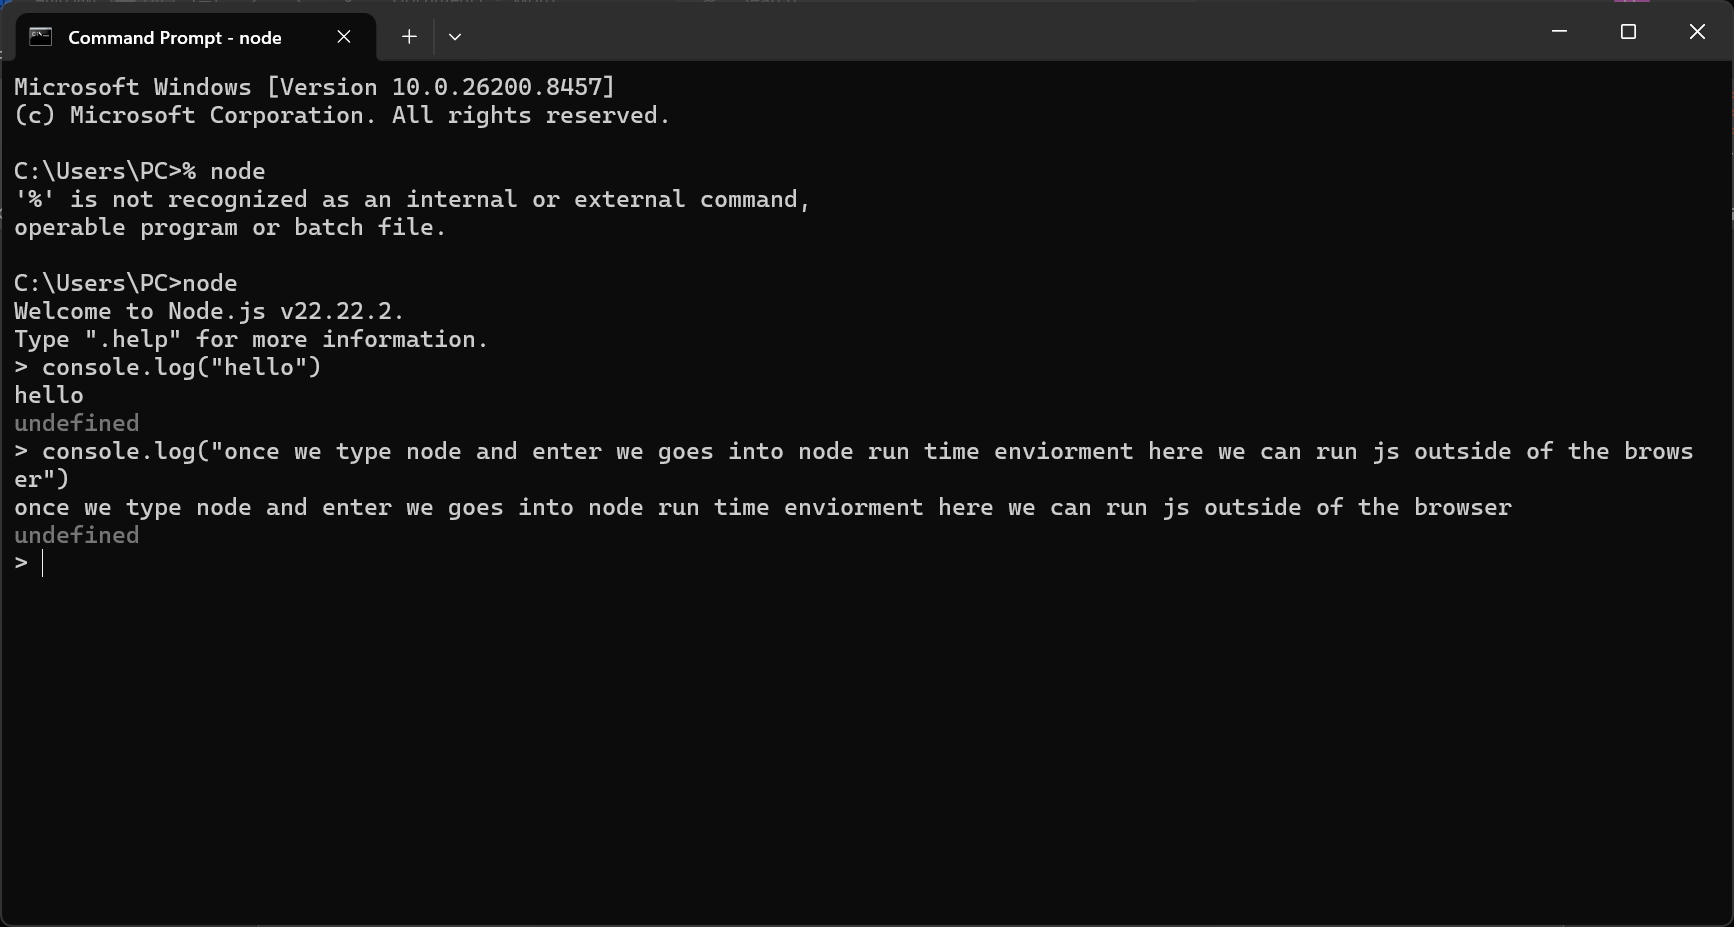 Command Prompt - node
Microsoft Windows [Version 10.0.26200.8457]
(c) Microsoft Corporation. All rights reserved.
C:\Users\PC>% node
'%' is not recognized as an internal or external command,
operable program or batch file.
C:\Users\PC>node
Welcome to Node.js v22.22.2.
Type ".help" for more information.
> console.log("hello")
hello
undefined
> console.log("once we type node and enter we goes into node run time enviorment here we can run js outside of the brows
er")
once we type node and enter we goes into node run time enviorment here we can run js outside of the browser
undefined
>